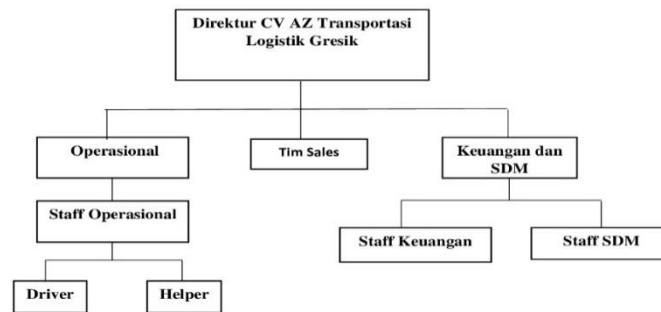 Direktur CV AZ Transportasi
Logistik Gresik
Operasional
Tim Sales
Keuangan dan
SDM
Staff Operasional
Staff Keuangan
Staff SDM
Driver
Helper